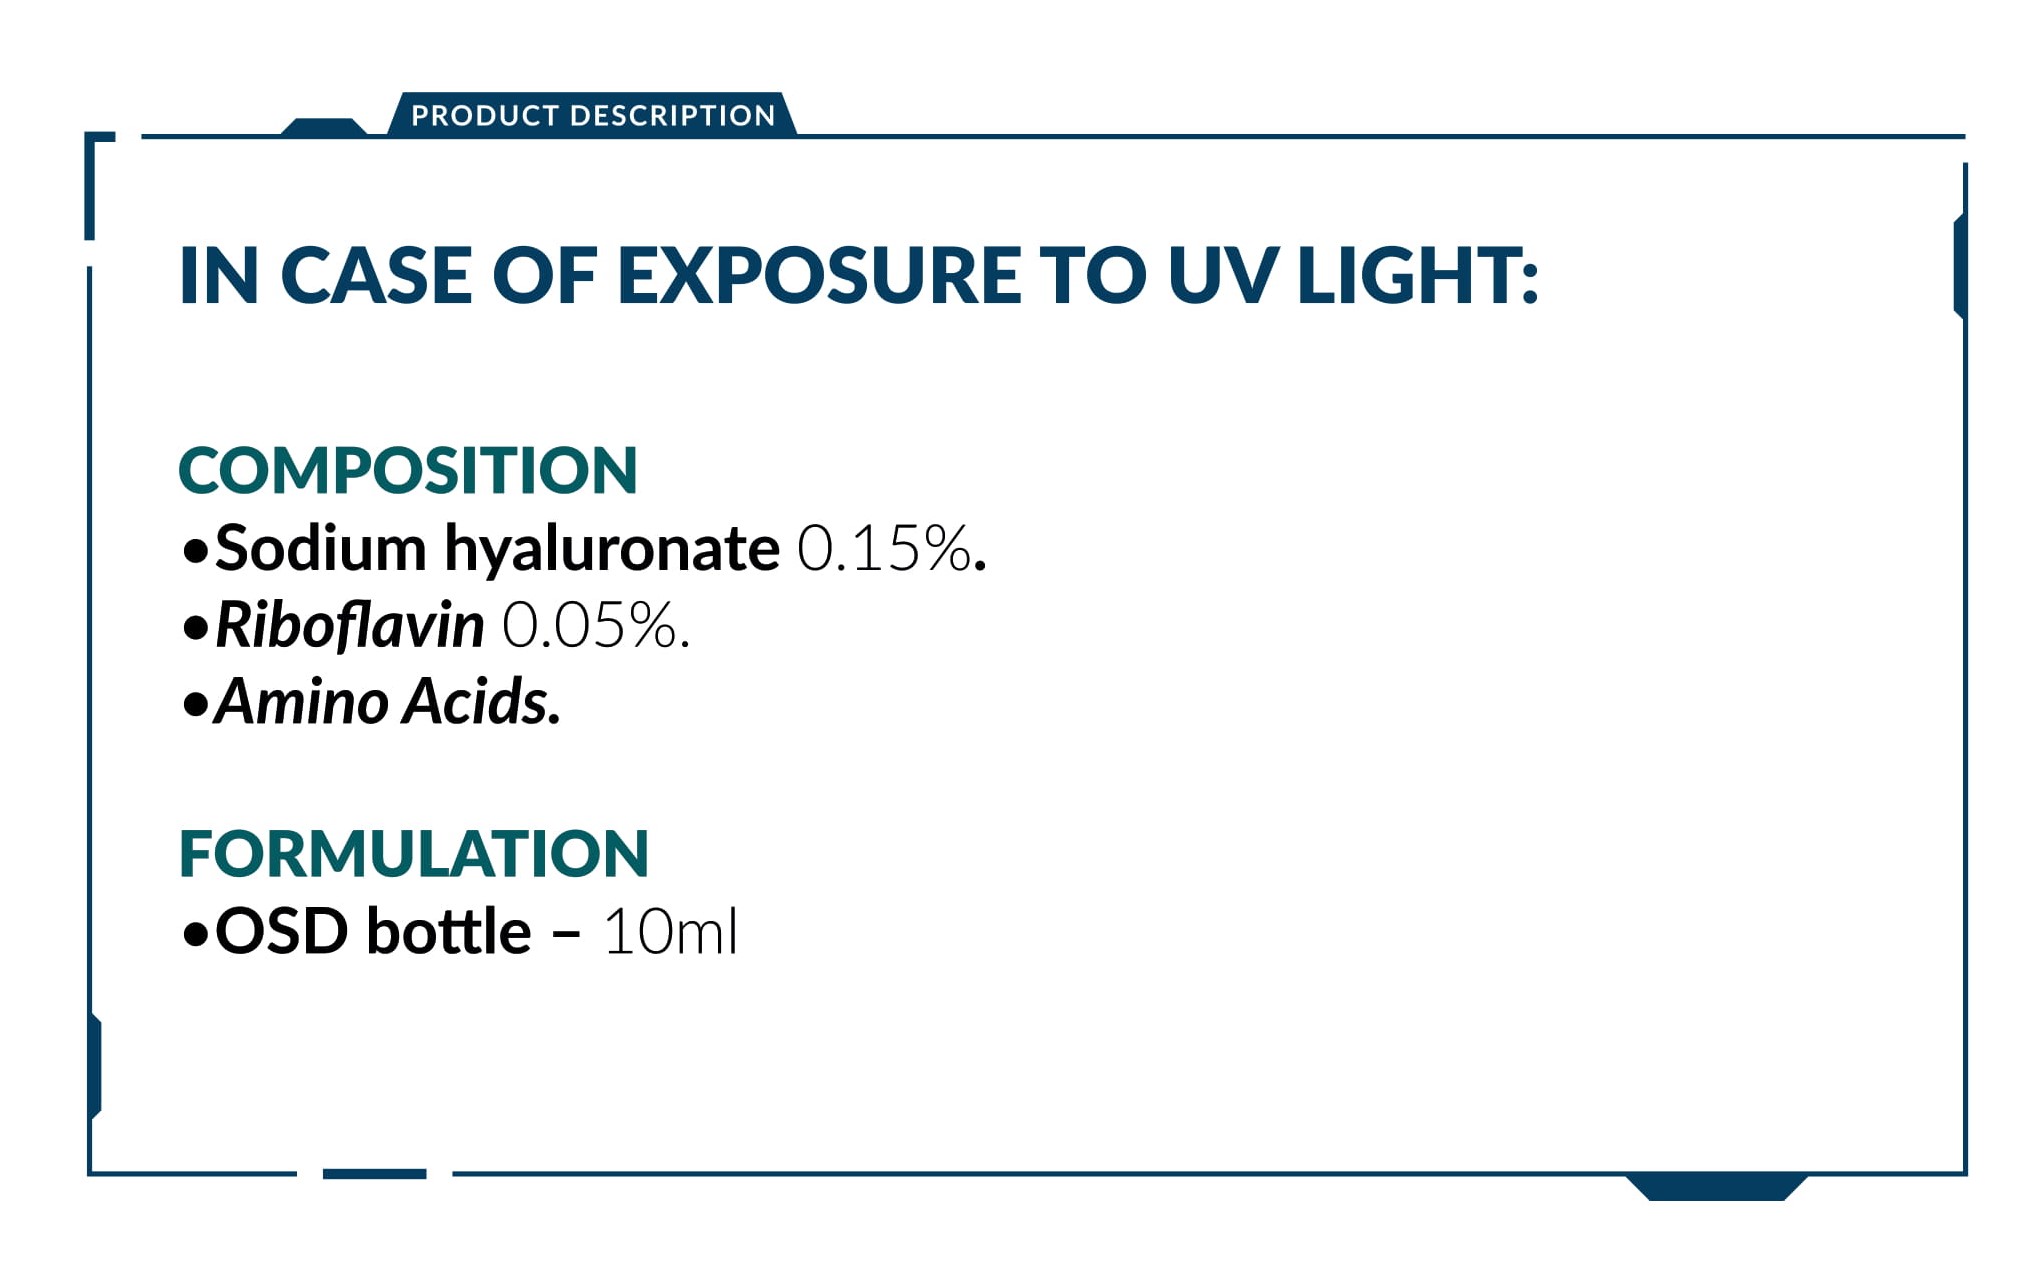 PRODUCT DESCRIPTION
IN CASE OF EXPOSURE TO UV LIGHT:
COMPOSITION
•Sodium hyaluronate 0.15%.
•Riboflavin 0.05%.
•Amino Acids.
FORMULATION
•OSD bottle – 10ml